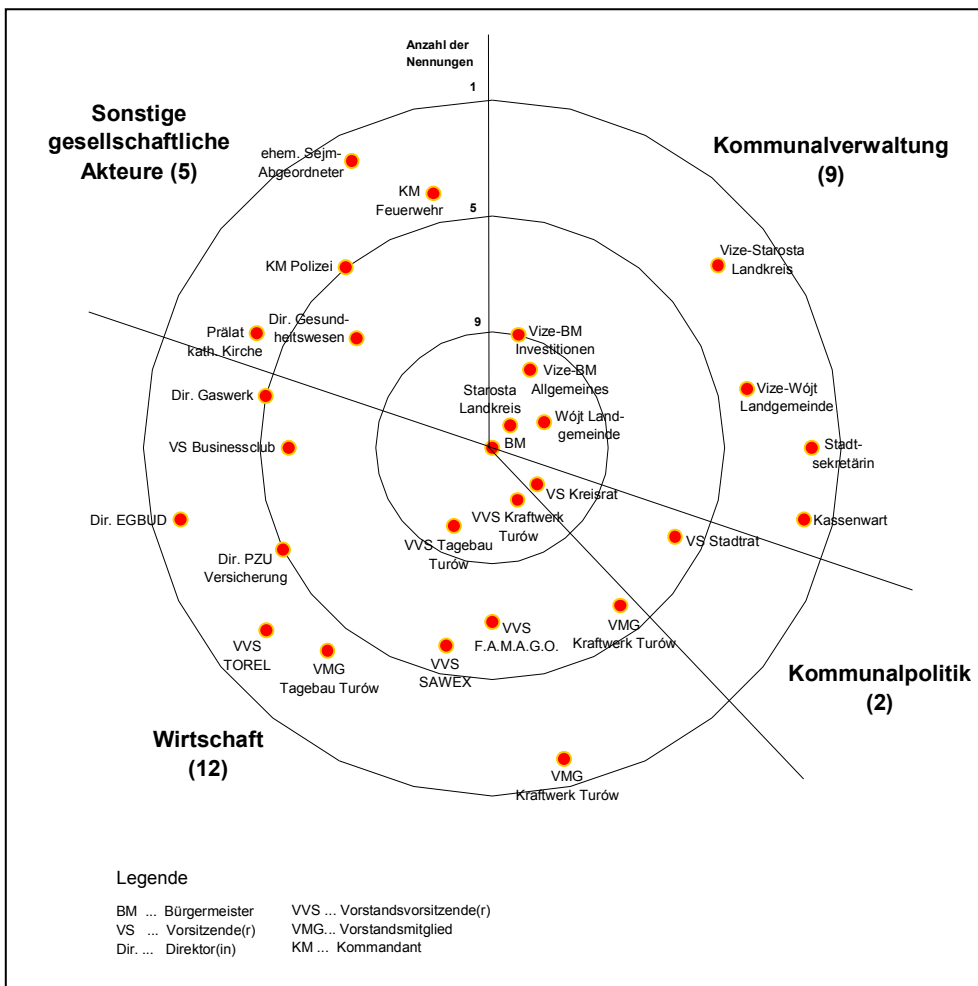 Anzahl der
Nennungen
1
5
9
Sonstige
gesellschaftliche
Akteure (5)
ehem. Sejm-
Abgeordneter
KM
Feuerwehr
KM Polizei
Dir. Gesund-
heitswesen
Prälat
kath. Kirche
Kommunalverwaltung
(9)
Vize-Starosta
Landkreis
Vize-BM
Investitionen
Vize-BM
Allgemeines
Starosta
Landkreis
Wójt Land-
gemeinde
BM
Vize-Wójt
Landgemeinde
Stadt-
sekretärin
Kassenwart
Dir. Gaswerk
VS Businessclub
Dir. EGBUD
Dir. PZU
Versicherung
VS Kreisrat
VVS Kraftwerk
Turów
VVS Tagebau
Turów
VS Stadtrat
VMG
Kraftwerk Turów
VVS
F.A.M.A.G.O.
VVS
SAWEX
VVS
TOREL
VMG
Tagebau Turów
VMG
Kraftwerk Turów
Kommunalpolitik
(2)
Wirtschaft
(12)
Legende
BM ... Bürgermeister
VS ... Vorsitzende(r)
Dir. ... Direktor(in)
VVS ... Vorstandsvorsitzende(r)
VMG... Vorstandsmitglied
KM ... Kommandant